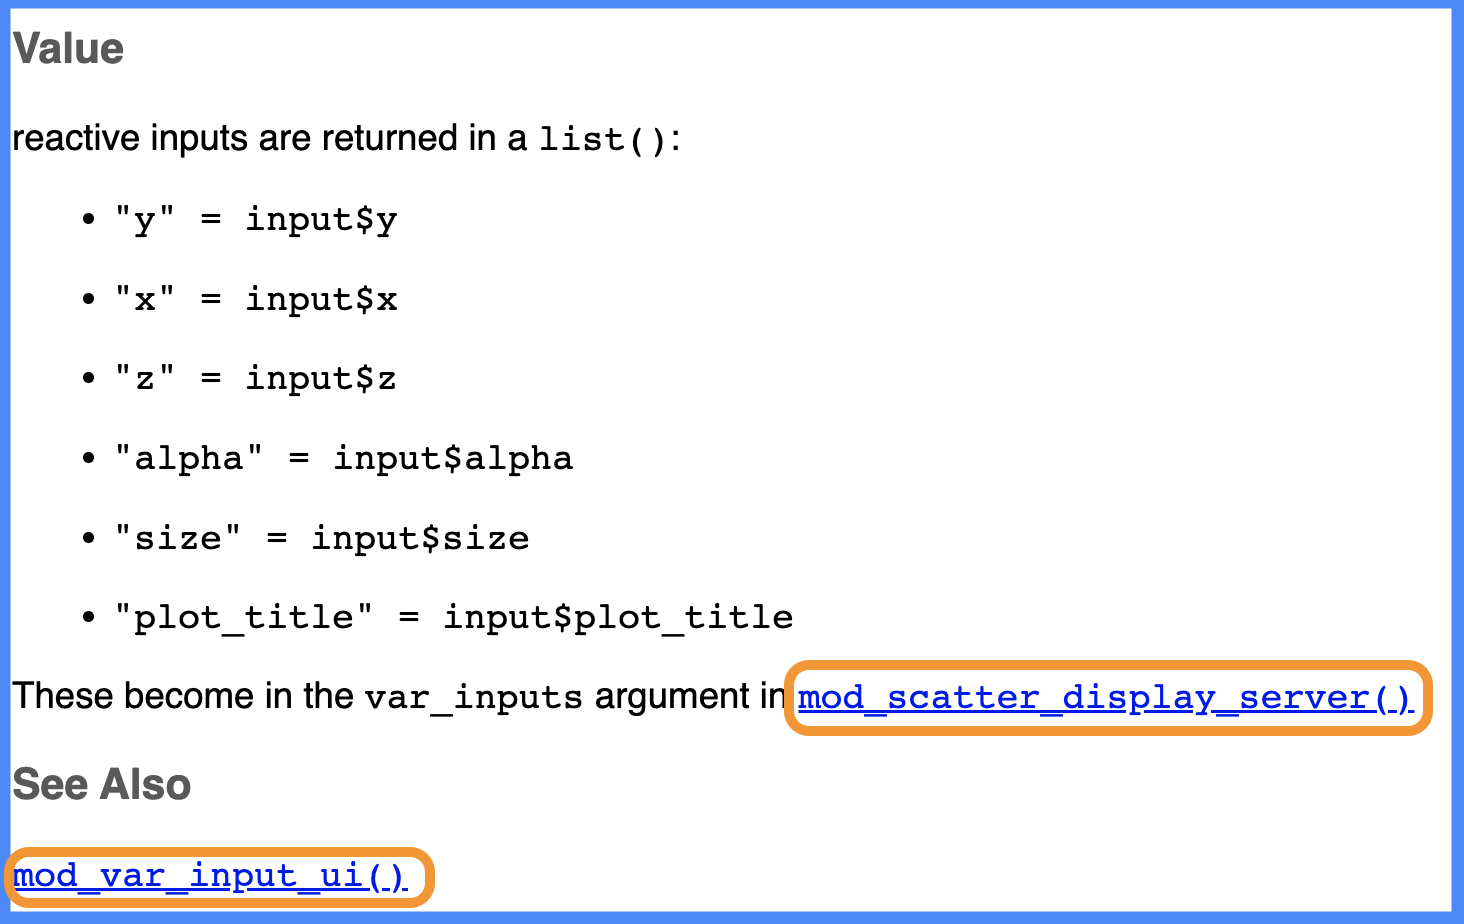 Value
reactive inputs are returned in a list():
• "y" = input$y
• "x" = input$x
• "z" = input$z
• "alpha" = input$alpha
• "size" = input$size
• "plot_title" = input$plot_title
These become in the var_inputs argument in mod_scatter_display_server()
See Also
mod_var_input_ui()